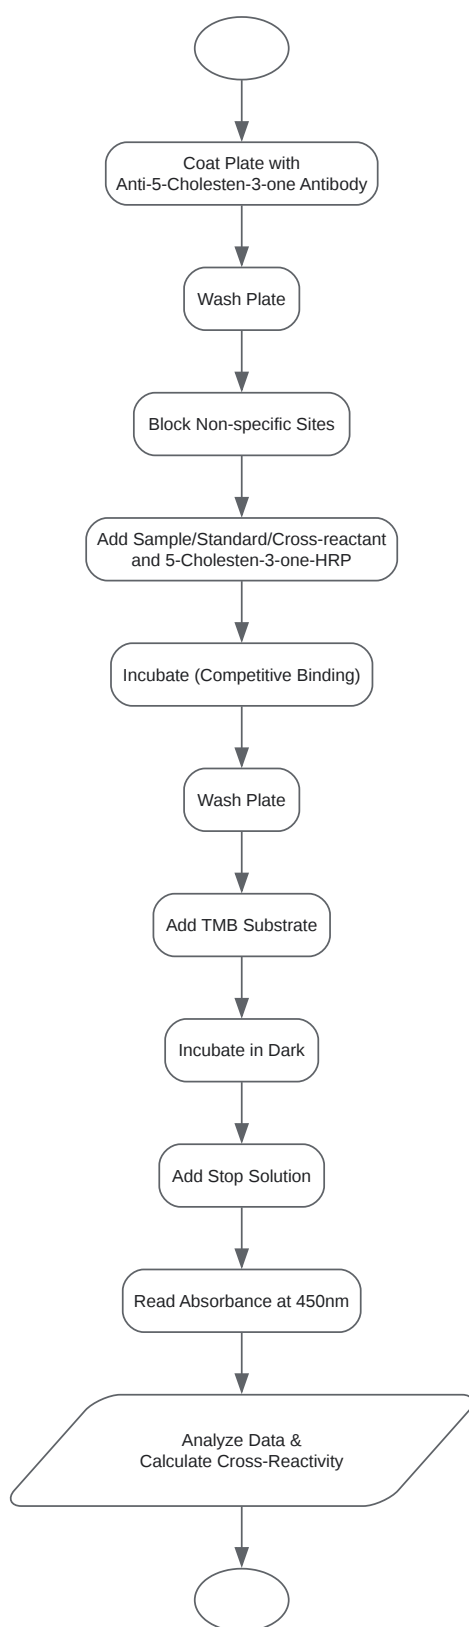 Coat Plate with
Anti-5-Cholesten-3-one Antibody
Wash Plate
Block Non-specific Sites
Add Sample/Standard/Cross-reactant
and 5-Cholesten-3-one-HRP
Incubate (Competitive Binding)
Wash Plate
Add TMB Substrate
Incubate in Dark
Add Stop Solution
Read Absorbance at 450nm
Analyze Data &
Calculate Cross-Reactivity